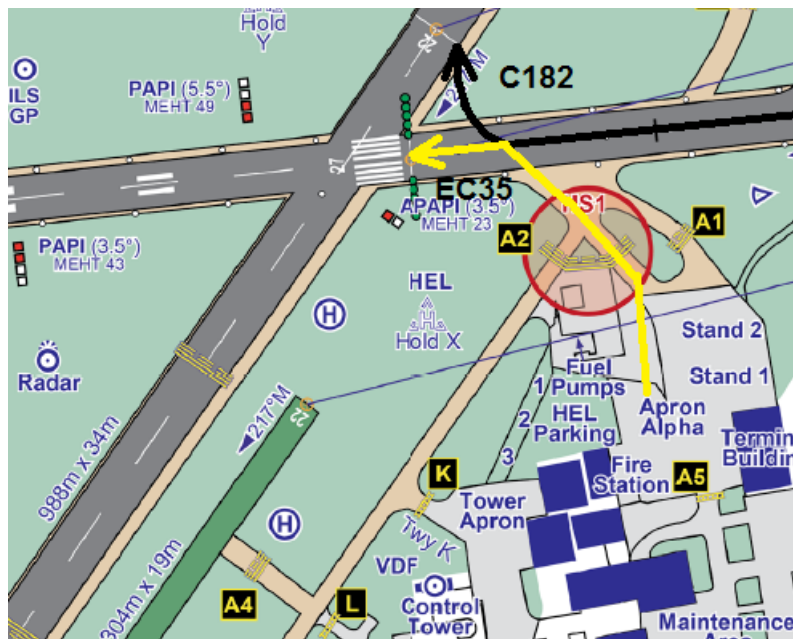 Hold
Y
ILS
GP
PAPI (5.5°)
MEHT 49
22
C182
27
EC35
APAPI (3.5°)
MEHT 23
HS1
A2
A1
PAPI (3.5°)
MEHT 43
HEL
H
H
Hold X
Radar
Stand 2
Stand 1
Fuel
Pumps
1
2
3
HEL
Parking
Apron
Alpha
22
217°M
988m x 34m
Termin
Buildin
Fire
Station
A5
K
Tower
Apron
Twy K
H
VDF
304m x 19m
A4
L
Control
Tower
Maintenance
Area